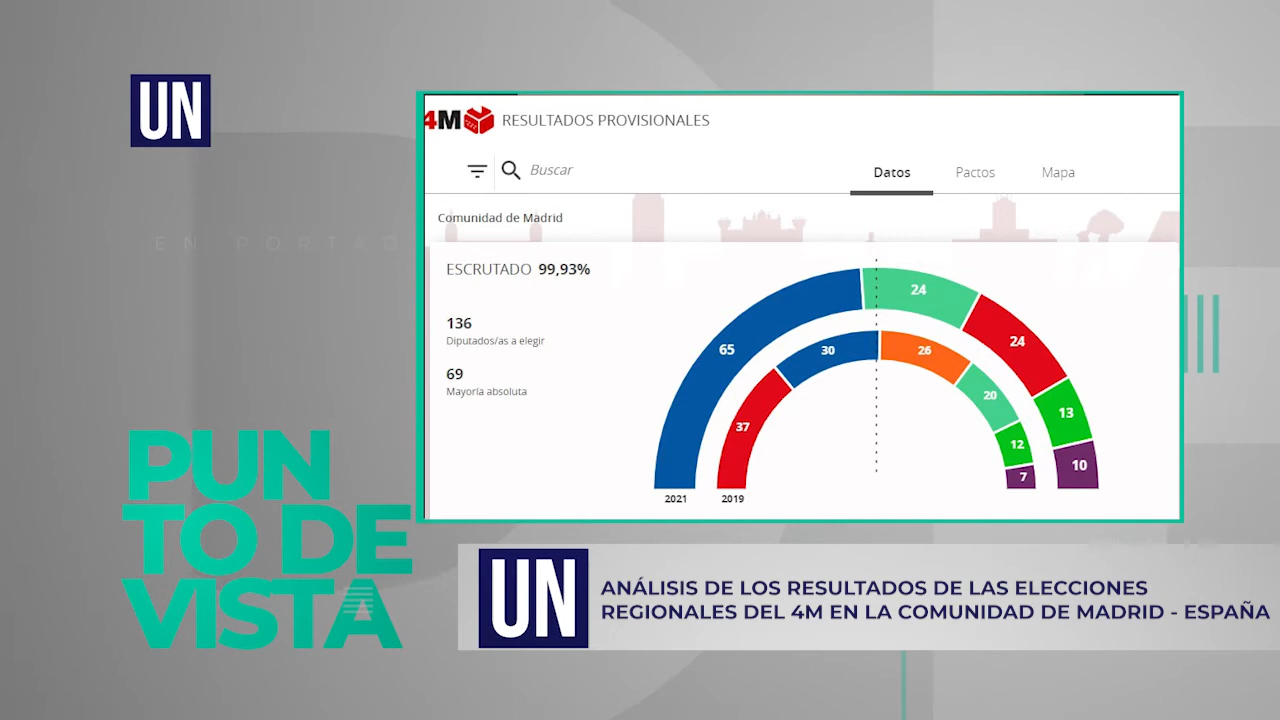 UN
4M RESULTADOS PROVISIONALES
Buscar
Datos Pactos Mapa
Comunidad de Madrid
EN PORTAD
ESCRUTADO 99,93%
136
Diputados/as a elegir
69
Mayoría absoluta
65
24
24
13
10
37
30
26
20
12
7
2021 2019
PUN
TO DE
VISTA
UN
ANÁLISIS DE LOS RESULTADOS DE LAS ELECCIONES
REGIONALES DEL 4M EN LA COMUNIDAD DE MADRID - ESPAÑA